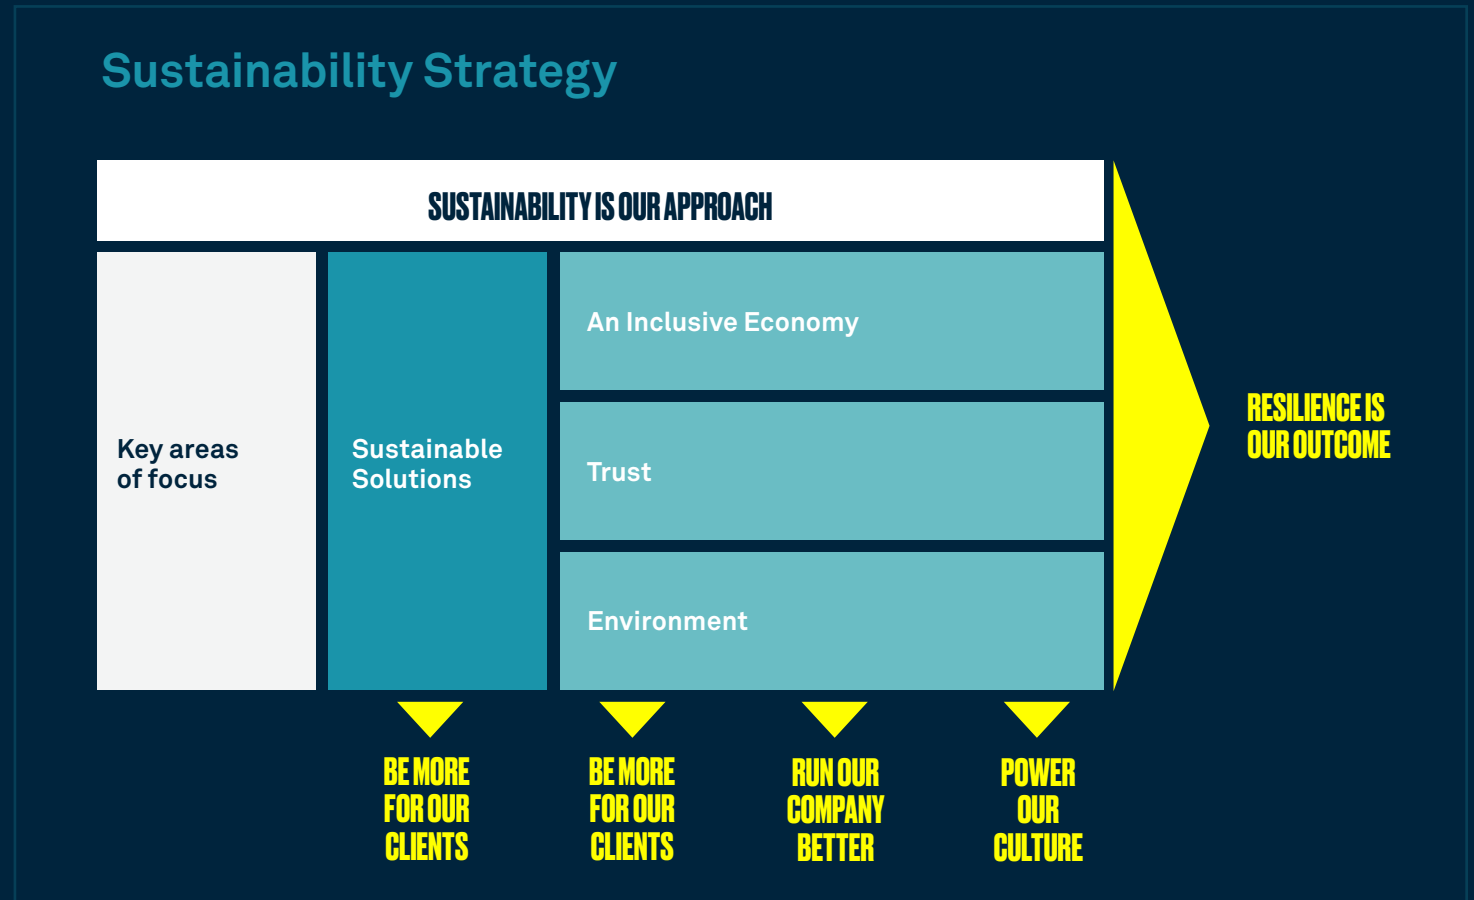 Sustainability Strategy
SUSTAINABILITY IS OUR APPROACH
Key areas
of focus
Sustainable
Solutions
An Inclusive Economy
Trust
Environment
RESILIENCE IS
OUR OUTCOME
BE MORE
FOR OUR
CLIENTS
BE MORE
FOR OUR
CLIENTS
RUN OUR
COMPANY
BETTER
POWER
OUR
CULTURE